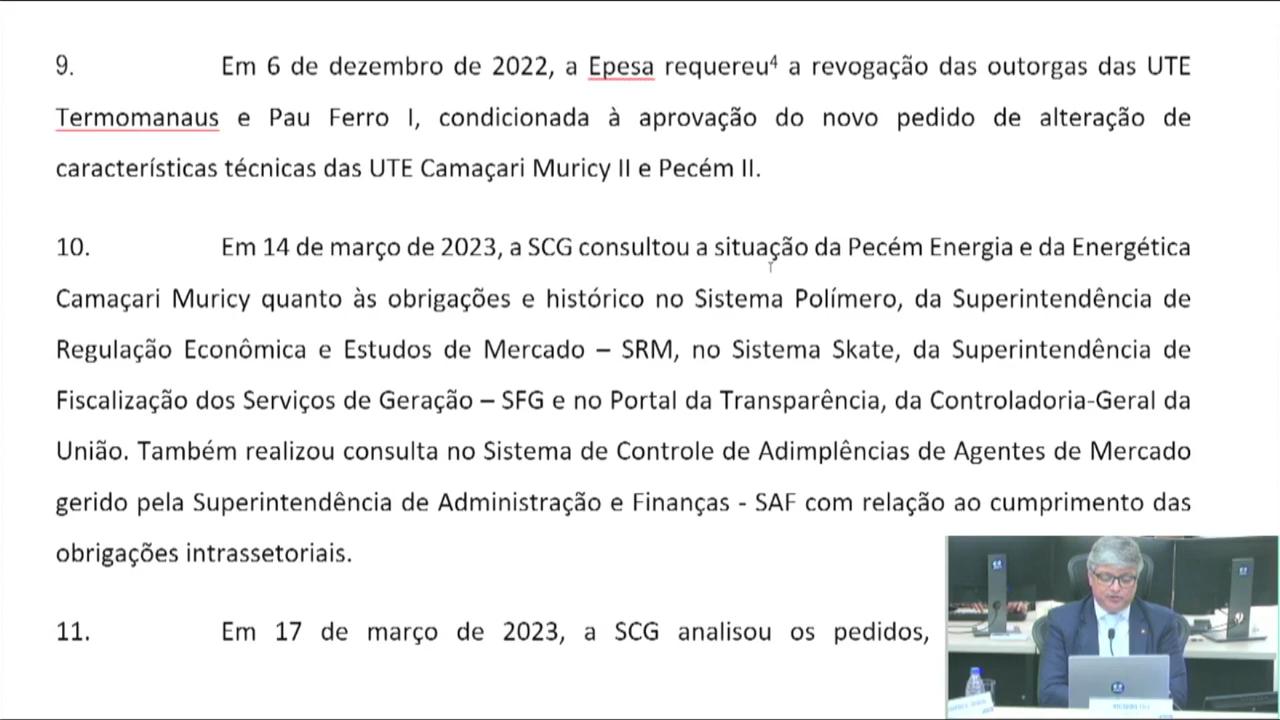 9. Em 6 de dezembro de 2022, a Epesa requereu⁴ a revogação das outorgas das UTE
Termomanaus e Pau Ferro I, condicionada à aprovação do novo pedido de alteração de
características técnicas das UTE Camaçari Muricy II e Pecém II.
10. Em 14 de março de 2023, a SCG consultou a situação da Pecém Energia e da Energética
Camaçari Muricy quanto às obrigações e histórico no Sistema Polímero, da Superintendência de
Regulação Econômica e Estudos de Mercado – SRM, no Sistema Skate, da Superintendência de
Fiscalização dos Serviços de Geração – SFG e no Portal da Transparência, da Controladoria-Geral da
União. Também realizou consulta no Sistema de Controle de Adimplências de Agentes de Mercado
gerido pela Superintendência de Administração e Finanças - SAF com relação ao cumprimento das
obrigações intrassetoriais.
11. Em 17 de março de 2023, a SCG analisou os pedidos,